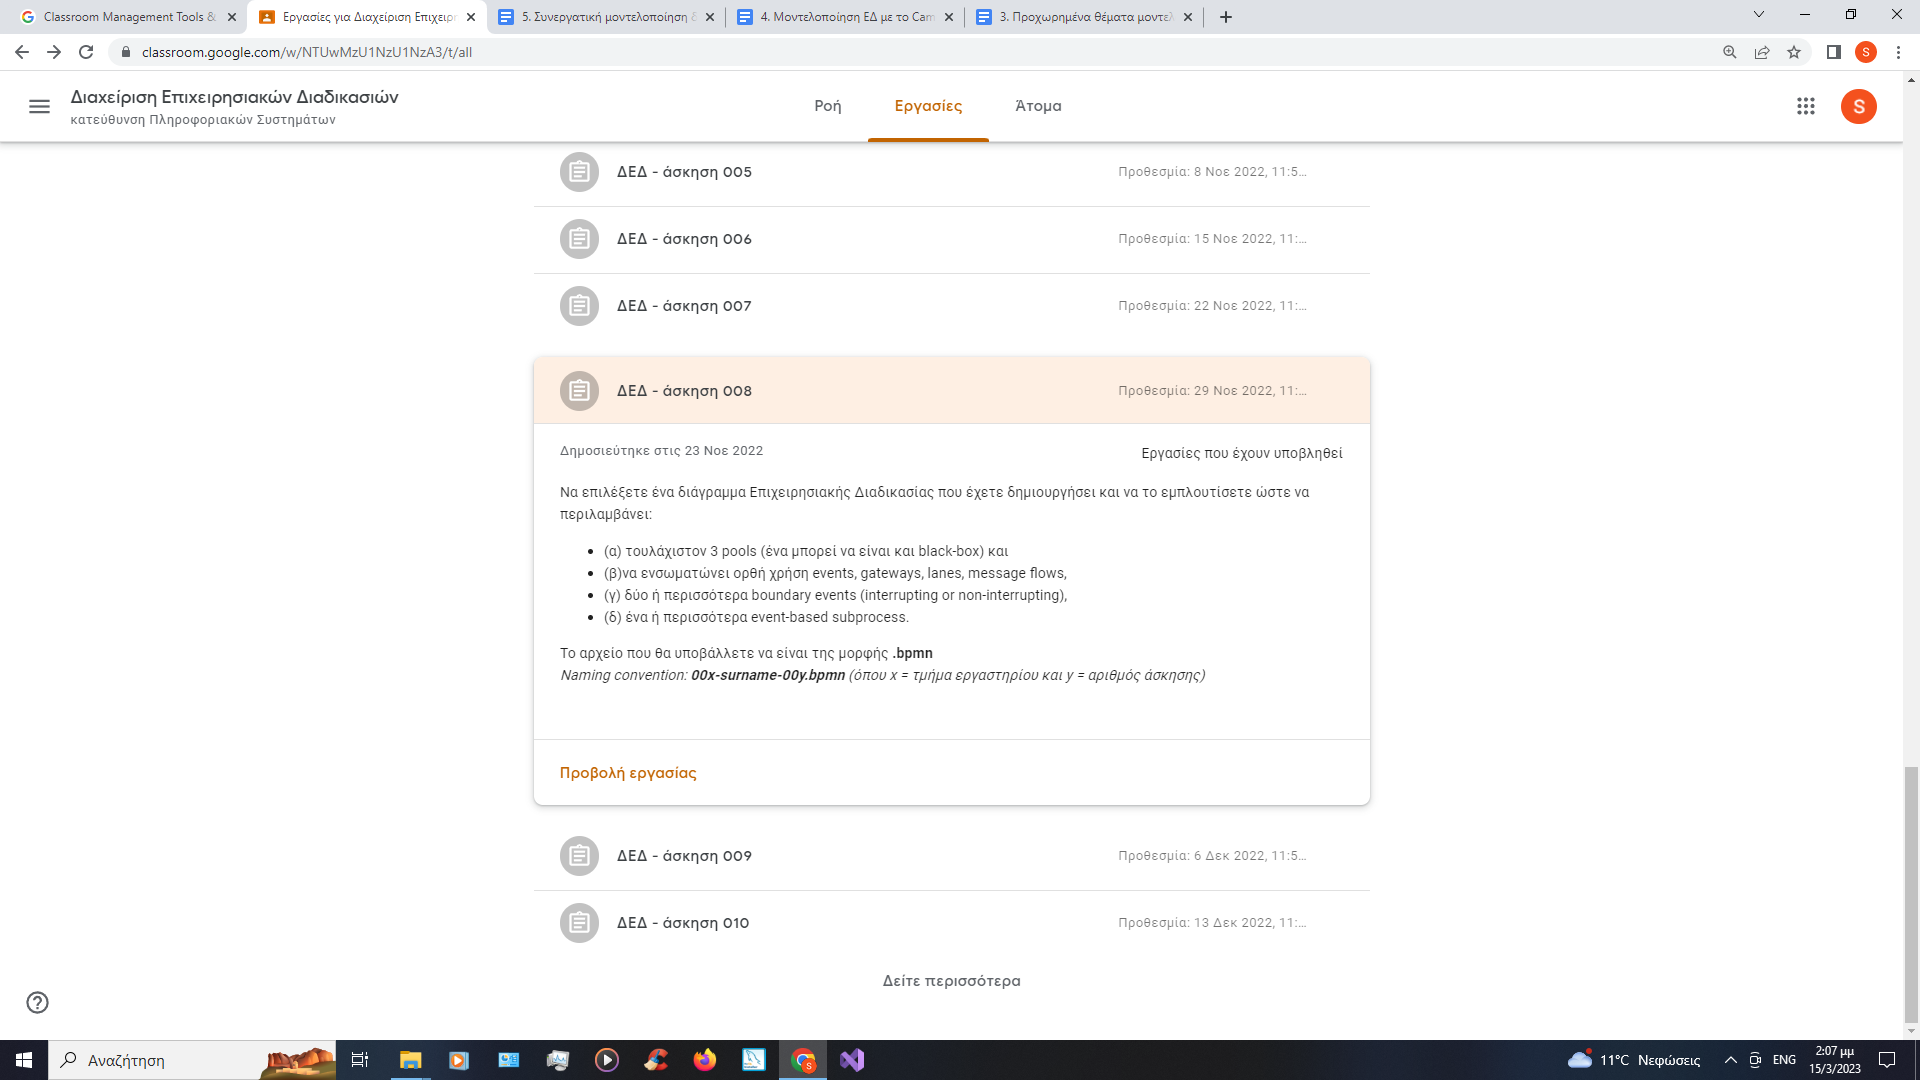 Classroom Management Tools &
Εργασίες για Διαχείριση Επιχειρη
5. Συνεργατική μοντελοποίηση
4. Μοντελοποίηση ΕΔ με το Cam
3. Προχωρημένα θέματα μοντελ
classroom.google.com/w/NTUwMzU1NzU1NzA3/t/all
S
Διαχείριση Επιχειρησιακών Διαδικασιών
κατεύθυνση Πληροφοριακών Συστημάτων
Ροή
Εργασίες
Άτομα
S
ΔΕΔ - άσκηση 005
Προθεσμία: 8 Νοε 2022, 11:5…
ΔΕΔ - άσκηση 006
Προθεσμία: 15 Νοε 2022, 11:…
ΔΕΔ - άσκηση 007
Προθεσμία: 22 Νοε 2022, 11:…
ΔΕΔ - άσκηση 008
Προθεσμία: 29 Νοε 2022, 11:…
Δημοσιεύτηκε στις 23 Νοε 2022
Εργασίες που έχουν υποβληθεί
Να επιλέξετε ένα διάγραμμα Επιχειρησιακής Διαδικασίας που έχετε δημιουργήσει και να το εμπλουτίσετε ώστε να
περιλαμβάνει:
• (α) τουλάχιστον 3 pools (ένα μπορεί να είναι και black-box) και
• (β)να ενσωματώνει ορθή χρήση events, gateways, lanes, message flows,
• (γ) δύο ή περισσότερα boundary events (interrupting or non-interrupting),
• (δ) ένα ή περισσότερα event-based subprocess.
Το αρχείο που θα υποβάλλετε να είναι της μορφής .bpmn
Naming convention: 00x-surname-00y.bpmn (όπου x = τμήμα εργαστηρίου και y = αριθμός άσκησης)
Προβολή εργασίας
ΔΕΔ - άσκηση 009
Προθεσμία: 6 Δεκ 2022, 11:5…
ΔΕΔ - άσκηση 010
Προθεσμία: 13 Δεκ 2022, 11:…
Δείτε περισσότερα
Αναζήτηση
11°C Νεφώσεις
ENG
2:07 μμ
15/3/2023